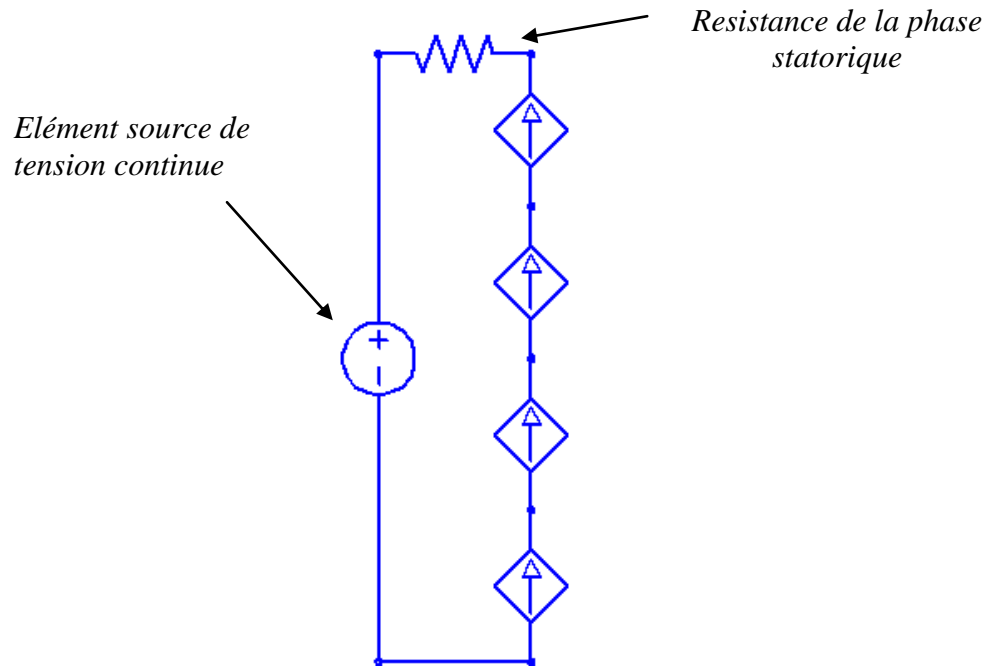 Resistance de la phase
statorique
Elément source de
tension continue